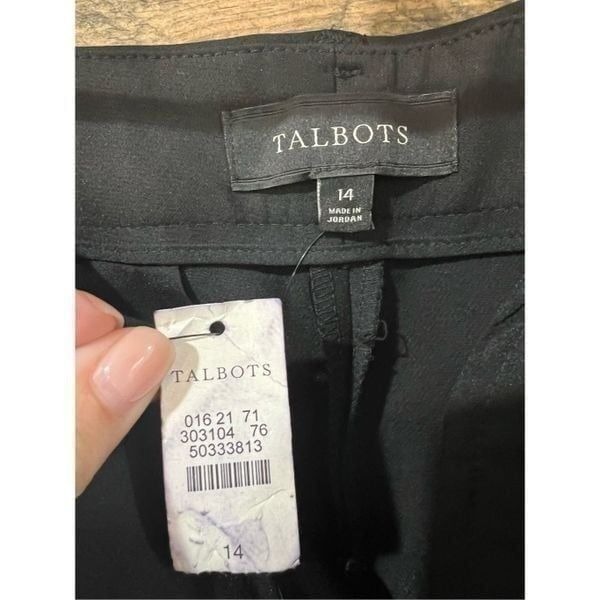 TALBOTS
14
MADE IN
JORDAN
TALBOTS
016 21 71
303104 76
50333813
14